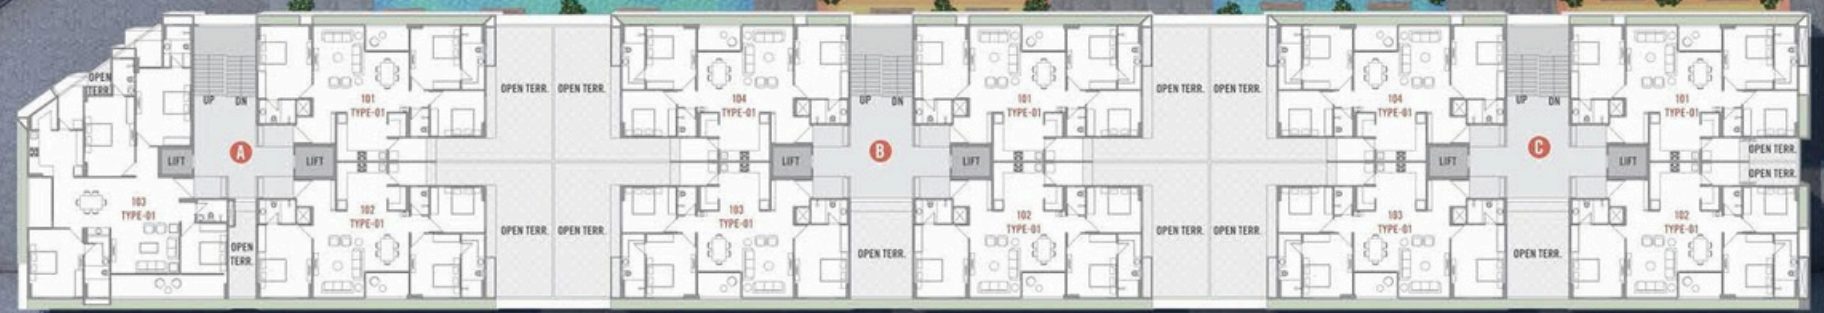 OPEN
TERR.
UP DN
LIFT
A
LIFT
101
TYPE-01
102
TYPE-01
103
TYPE-01
OPEN
TERR.
OPEN TERR.
OPEN TERR.
OPEN TERR.
OPEN TERR.
104
TYPE-01
103
TYPE-01
UP DN
LIFT
B
LIFT
OPEN TERR.
101
TYPE-01
102
TYPE-01
OPEN TERR.
OPEN TERR.
OPEN TERR.
OPEN TERR.
104
TYPE-01
103
TYPE-01
UP DN
LIFT
C
LIFT
OPEN TERR.
101
TYPE-01
102
TYPE-01
OPEN TERR.
OPEN TERR.